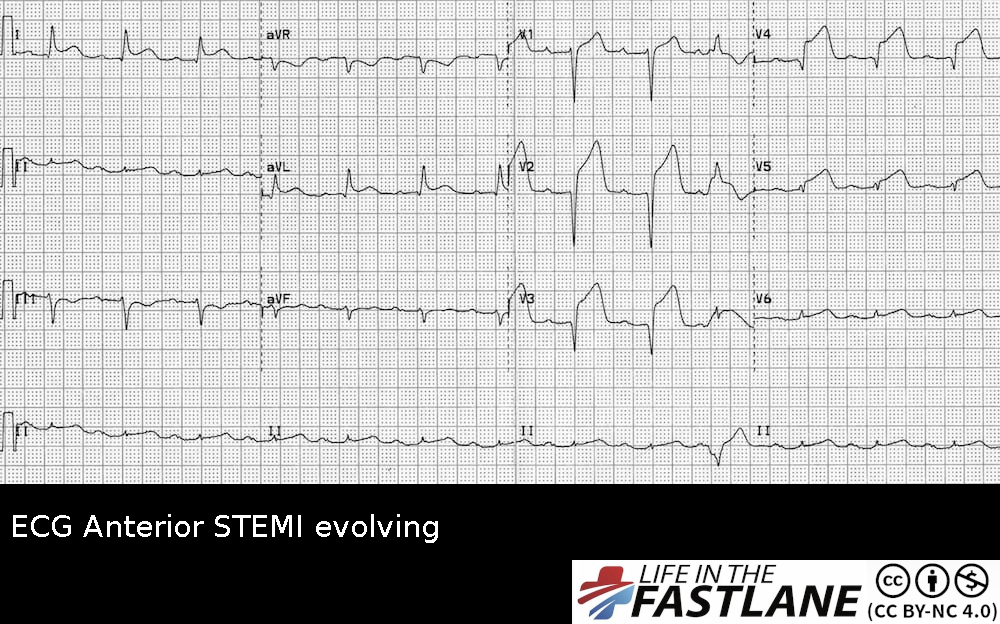 I aVR V1 V4
II aVL V2 V5
III aVF V3 V6
II II II II
ECG Anterior STEMI evolving
LIFE IN THE
FASTLANE
cc $
(CC BY-NC 4.0)